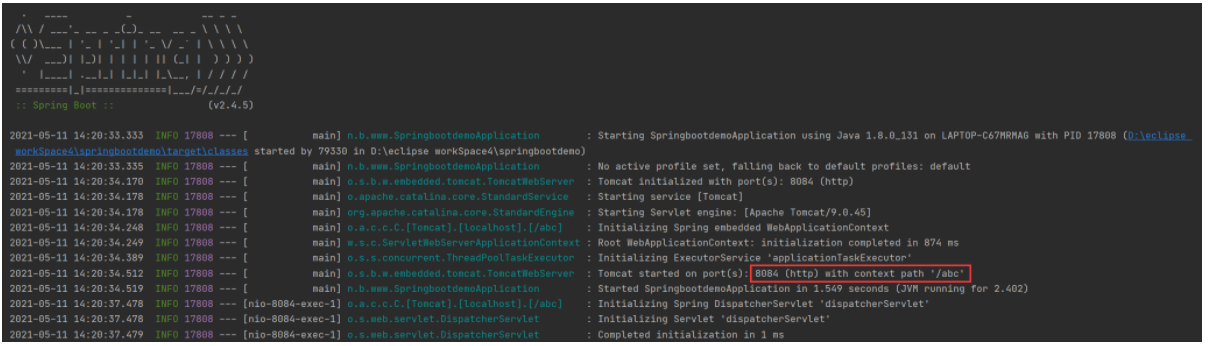 :: Spring Boot ::                (v2.4.5)
2021-05-11 14:20:33.333  INFO 17808 --- [           main] n.b.www.SpringbootdemoApplication        : Starting SpringbootdemoApplication using Java 1.8.0_131 on LAPTOP-C67MRMAG with PID 17808 (D:\eclipse
workSpace4\springbootdemo\target\classes started by 79330 in D:\eclipse workSpace4\springbootdemo)
2021-05-11 14:20:33.335  INFO 17808 --- [           main] n.b.www.SpringbootdemoApplication        : No active profile set, falling back to default profiles: default
2021-05-11 14:20:34.170  INFO 17808 --- [           main] o.s.b.w.embedded.tomcat.TomcatWebServer  : Tomcat initialized with port(s): 8084 (http)
2021-05-11 14:20:34.178  INFO 17808 --- [           main] o.apache.catalina.core.StandardService   : Starting service [Tomcat]
2021-05-11 14:20:34.178  INFO 17808 --- [           main] org.apache.catalina.core.StandardEngine  : Starting Servlet engine: [Apache Tomcat/9.0.45]
2021-05-11 14:20:34.248  INFO 17808 --- [           main] o.a.c.c.C.[Tomcat].[localhost].[/abc]    : Initializing Spring embedded WebApplicationContext
2021-05-11 14:20:34.249  INFO 17808 --- [           main] w.s.c.ServletWebServerApplicationContext : Root WebApplicationContext: initialization completed in 874 ms
2021-05-11 14:20:34.389  INFO 17808 --- [           main] o.s.s.concurrent.ThreadPoolTaskExecutor  : Initializing ExecutorService 'applicationTaskExecutor'
2021-05-11 14:20:34.512  INFO 17808 --- [           main] o.s.b.w.embedded.tomcat.TomcatWebServer  : Tomcat started on port(s): 8084 (http) with context path '/abc'
2021-05-11 14:20:34.519  INFO 17808 --- [           main] n.b.www.SpringbootdemoApplication        : Started SpringbootdemoApplication in 1.549 seconds (JVM running for 2.402)
2021-05-11 14:20:37.478  INFO 17808 --- [nio-8084-exec-1] o.a.c.c.C.[Tomcat].[localhost].[/abc]    : Initializing Spring DispatcherServlet 'dispatcherServlet'
2021-05-11 14:20:37.478  INFO 17808 --- [nio-8084-exec-1] o.s.web.servlet.DispatcherServlet        : Initializing Servlet 'dispatcherServlet'
2021-05-11 14:20:37.479  INFO 17808 --- [nio-8084-exec-1] o.s.web.servlet.DispatcherServlet        : Completed initialization in 1 ms